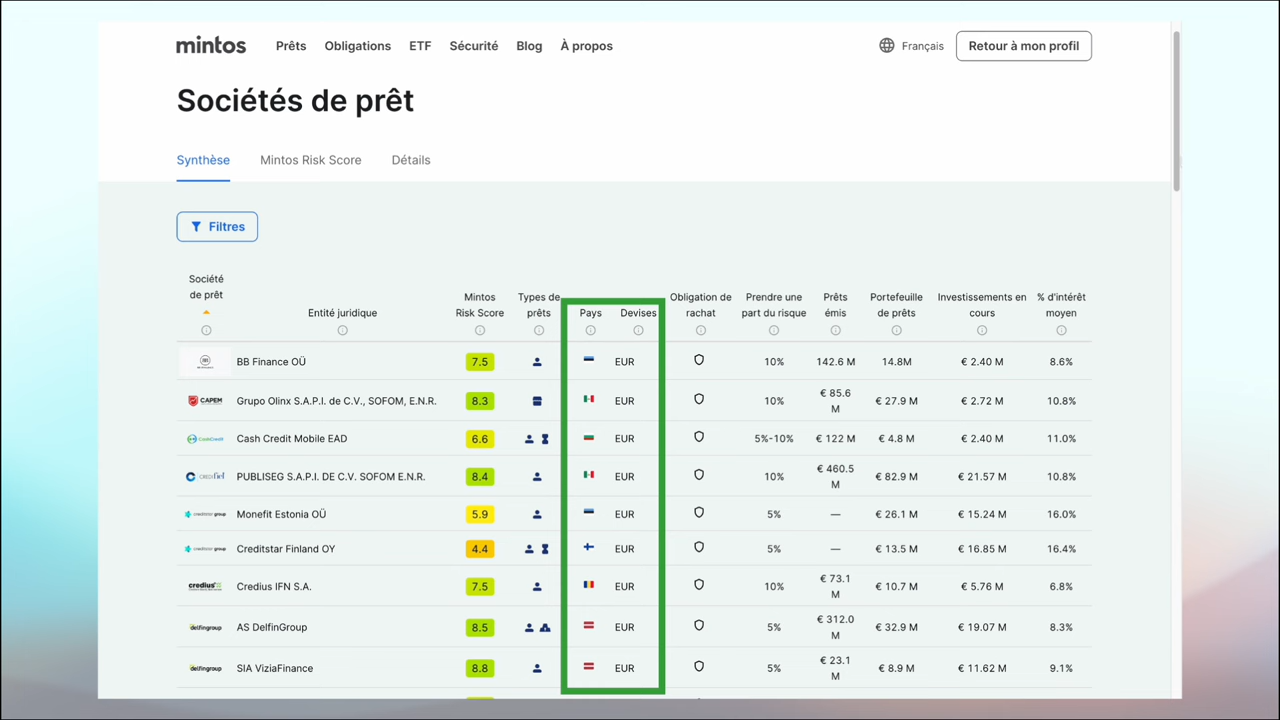 mintos Prêts Obligations ETF Sécurité Blog À propos Français Retour à mon profil
Sociétés de prêt
Synthèse Mintos Risk Score Détails
Filtres
Société de prêt Entité juridique Mintos Risk Score Types de prêts Pays Devises Obligation de rachat Prendre une part du risque Prêts émis Portefeuille de prêts Investissements en cours % d'intérêt moyen
BB Finance OÜ 7.5 EUR 10% 142.6 M 14.8M € 2.40 M 8.6%
CAPEM Grupo Olinx S.A.P.I. de C.V., SOFOM, E.N.R. 8.3 EUR 10% € 85.6 M € 27.9 M € 2.72 M 10.8%
CashCredit Cash Credit Mobile EAD 6.6 EUR 5%-10% € 122 M € 4.8 M € 2.40 M 11.0%
CREDIFIEL PUBLISEG S.A.P.I. DE C.V. SOFOM E.N.R. 8.4 EUR 10% € 460.5 M € 82.9 M € 21.57 M 10.8%
creditstar group Monefit Estonia OÜ 5.9 EUR 5% — € 26.1 M € 15.24 M 16.0%
creditstar group Creditstar Finland OY 4.4 EUR 5% — € 13.5 M € 16.85 M 16.4%
credius Credius IFN S.A. 7.5 EUR 10% € 73.1 M € 10.7 M € 5.76 M 6.8%
delfingroup AS DelfinGroup 8.5 EUR 5% € 312.0 M € 32.9 M € 19.07 M 8.3%
delfingroup SIA ViziaFinance 8.8 EUR 5% € 23.1 M € 8.9 M € 11.62 M 9.1%